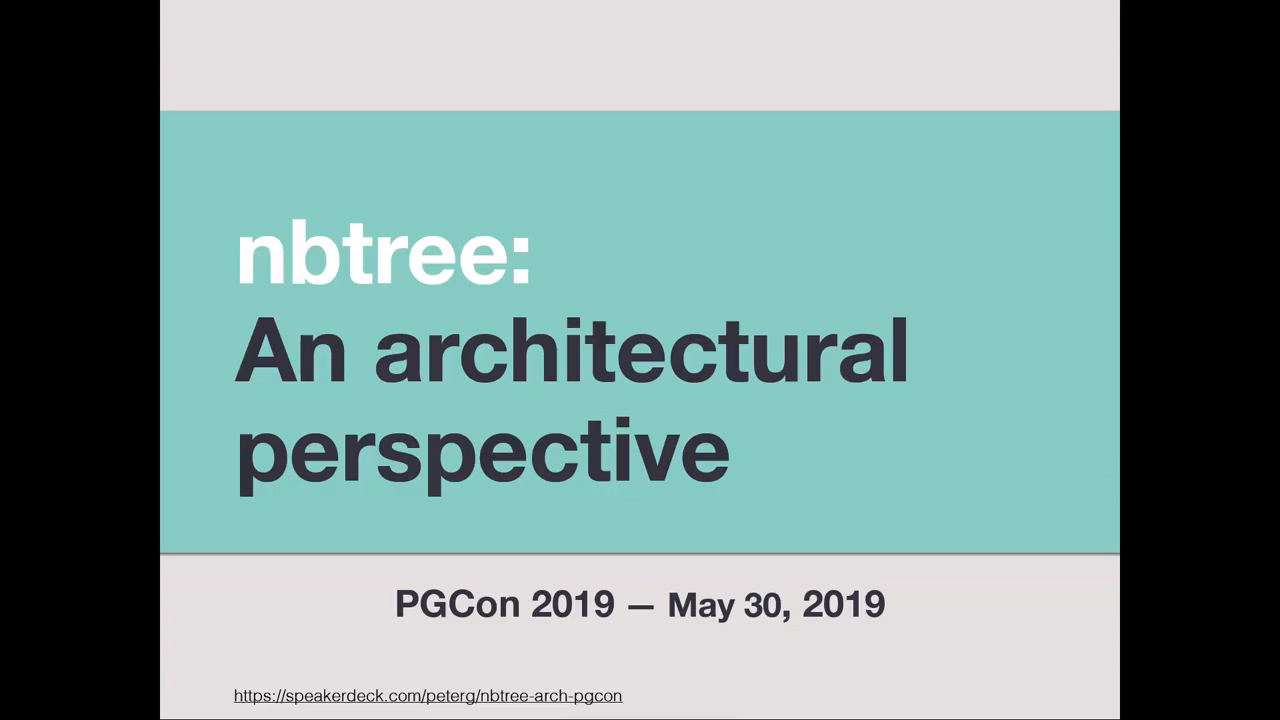 nbtree:
An architectural
perspective
PGCon 2019 — May 30, 2019
https://speakerdeck.com/peterg/nbtree-arch-pgcon